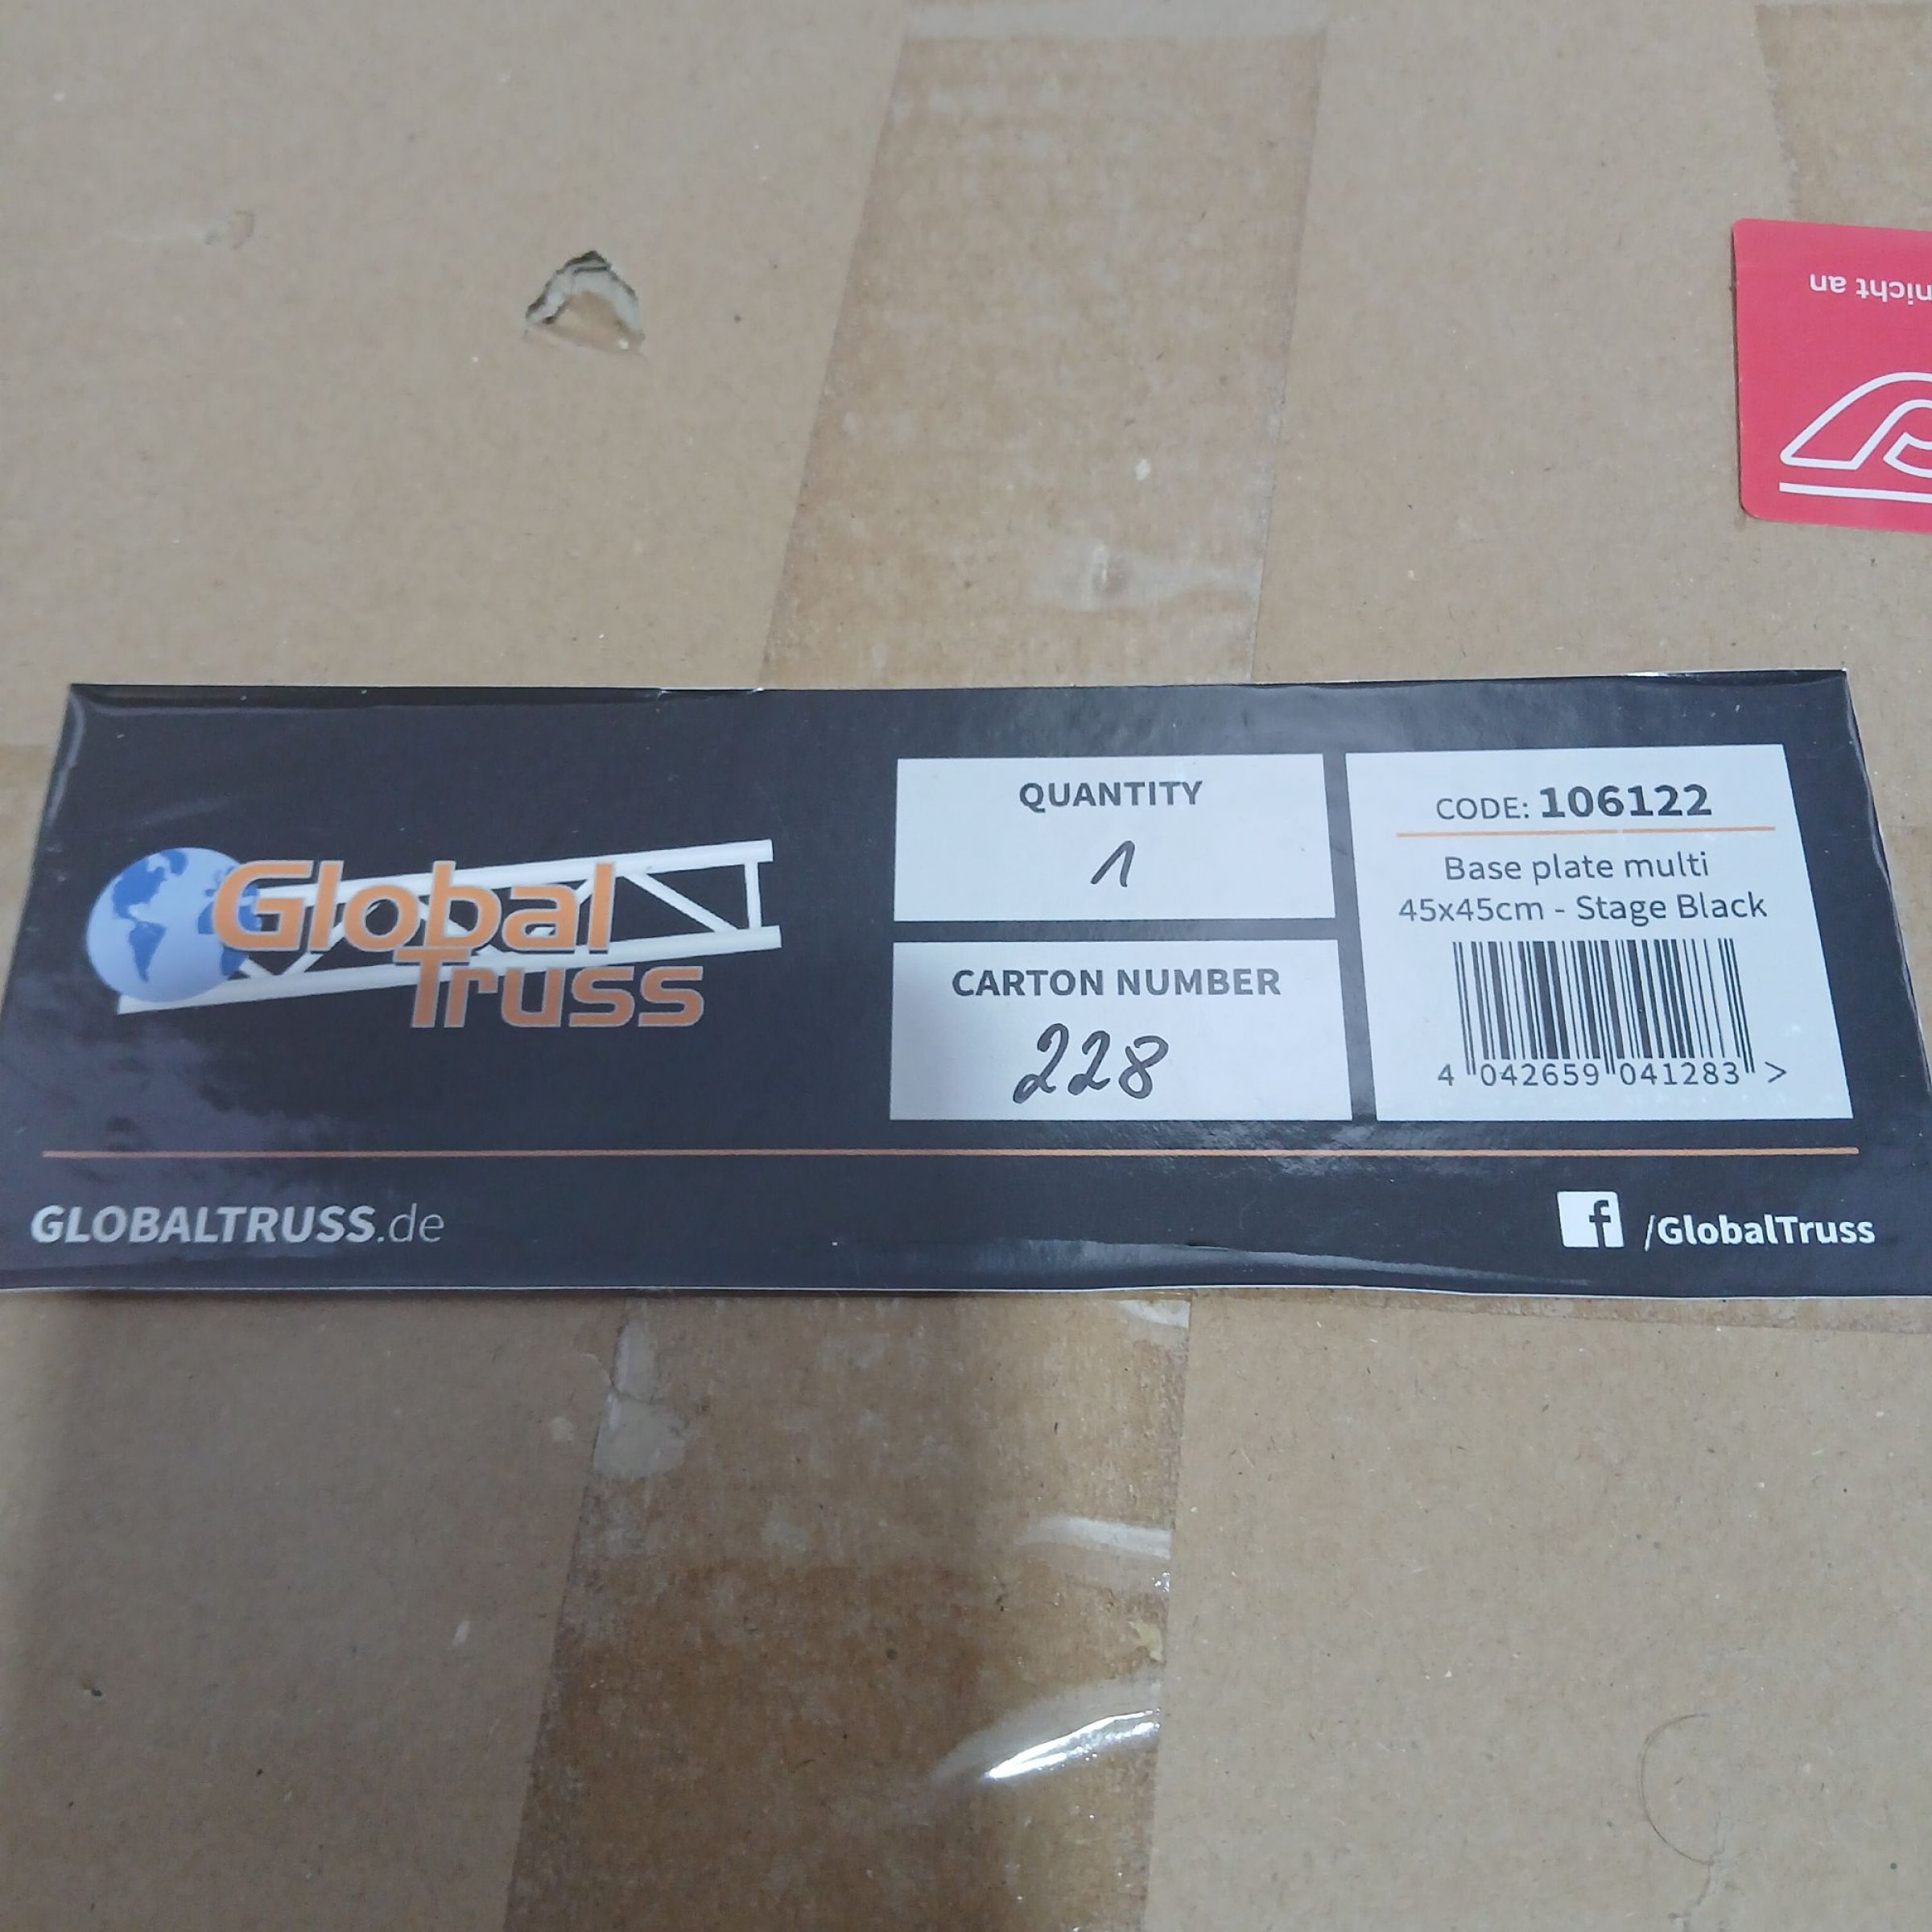 nicht an
Global
Truss
QUANTITY
1
CARTON NUMBER
228
CODE: 106122
Base plate multi
45x45cm - Stage Black
4 042659 041283 >
GLOBALTRUSS.de
f /GlobalTruss